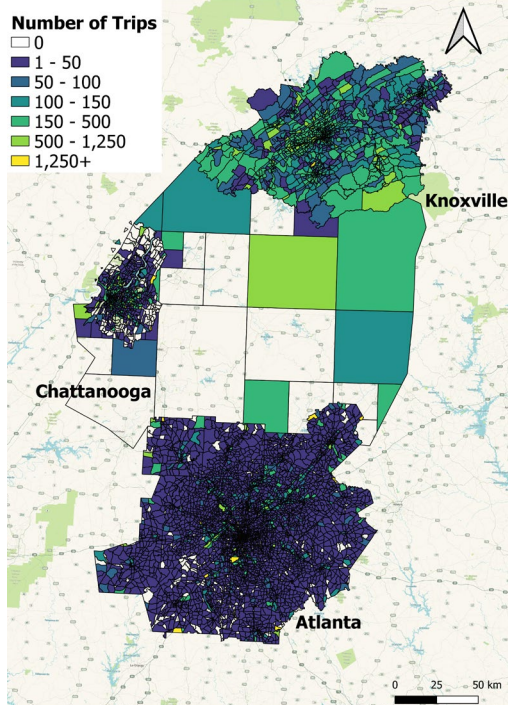 Number of Trips
0
1 - 50
50 - 100
100 - 150
150 - 500
500 - 1,250
1,250+
Knoxville
Chattanooga
Atlanta
0 25 50 km